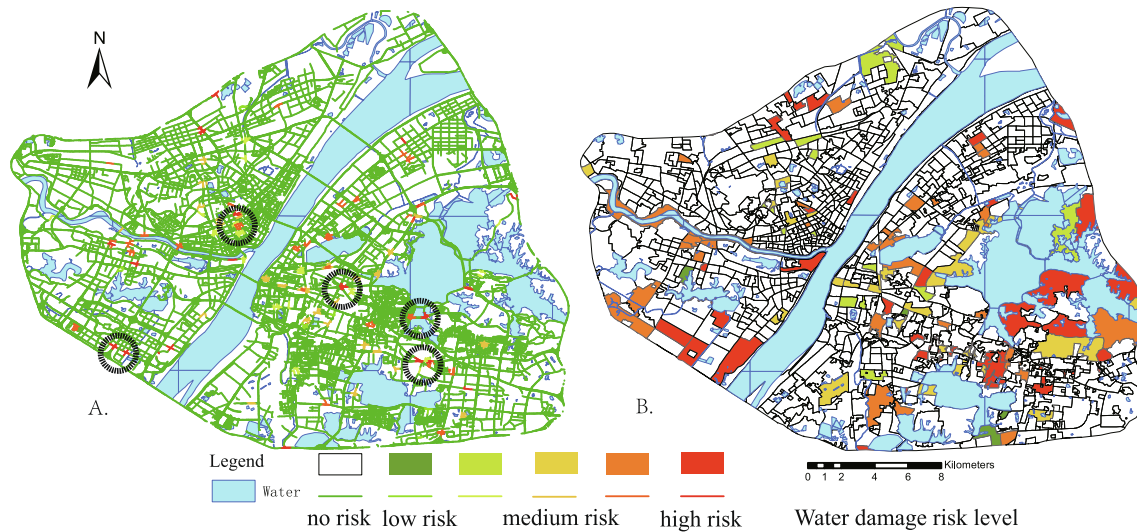 N
A.
B.
Legend
Water
Kilometers
0 1 2 4 6 8
no risk low risk medium risk high risk Water damage risk level